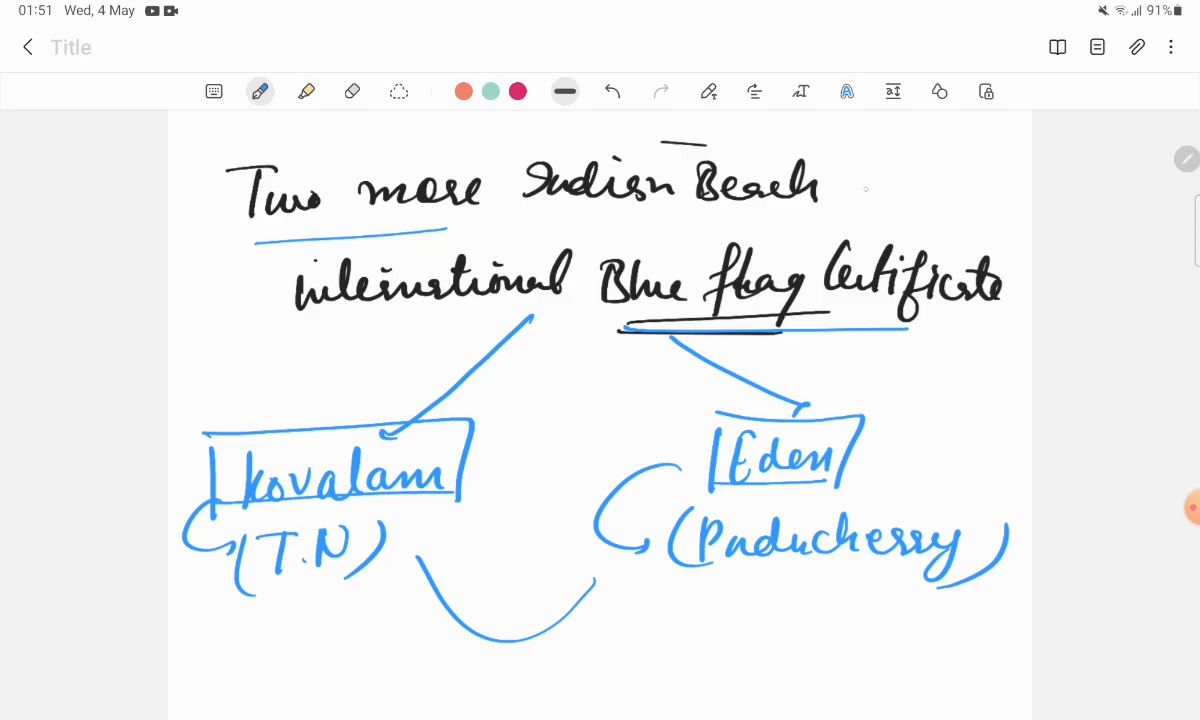 01:51 Wed, 4 May 91%
Title
Two more Indian Beach
international Blue flag Certificate
Kovalam Eden
(T.N) (Puducherry)